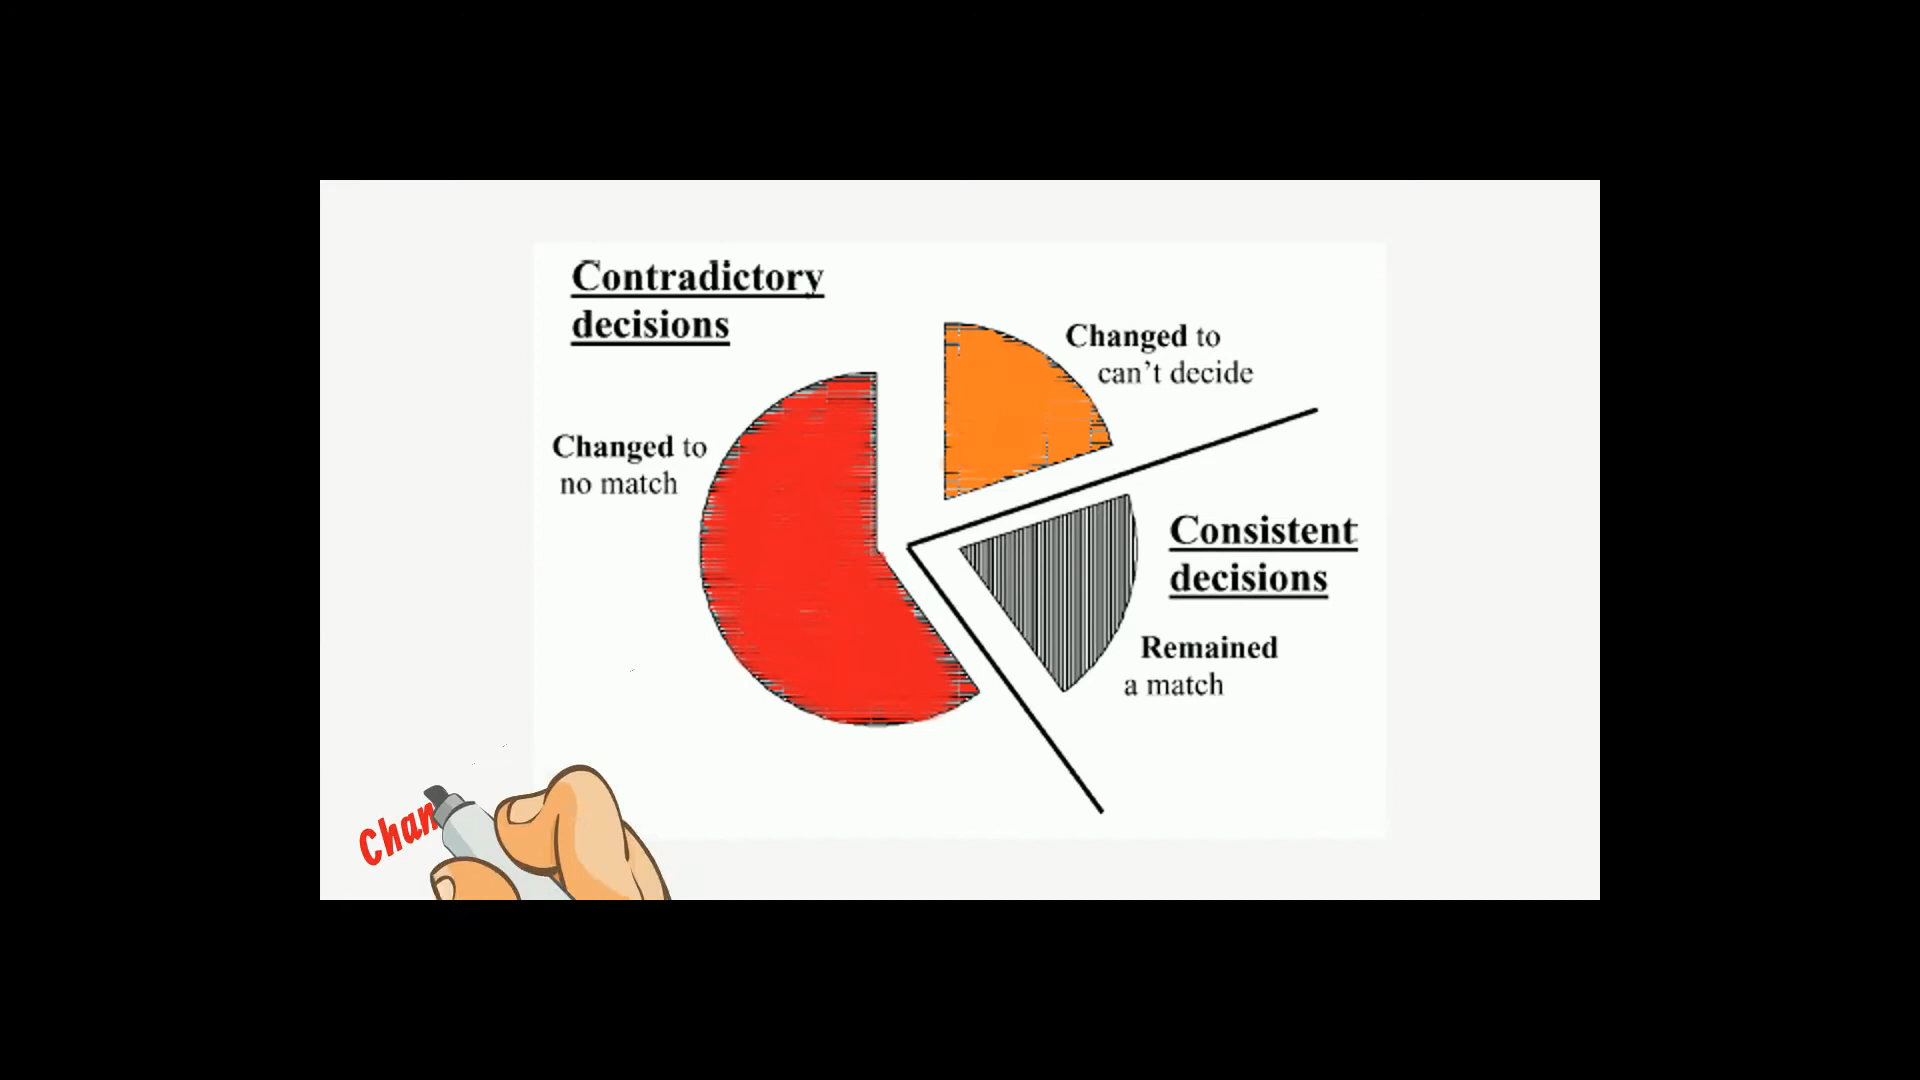 Contradictory
decisions
Changed to
can't decide
Changed to
no match
Consistent
decisions
Remained
a match
Chan